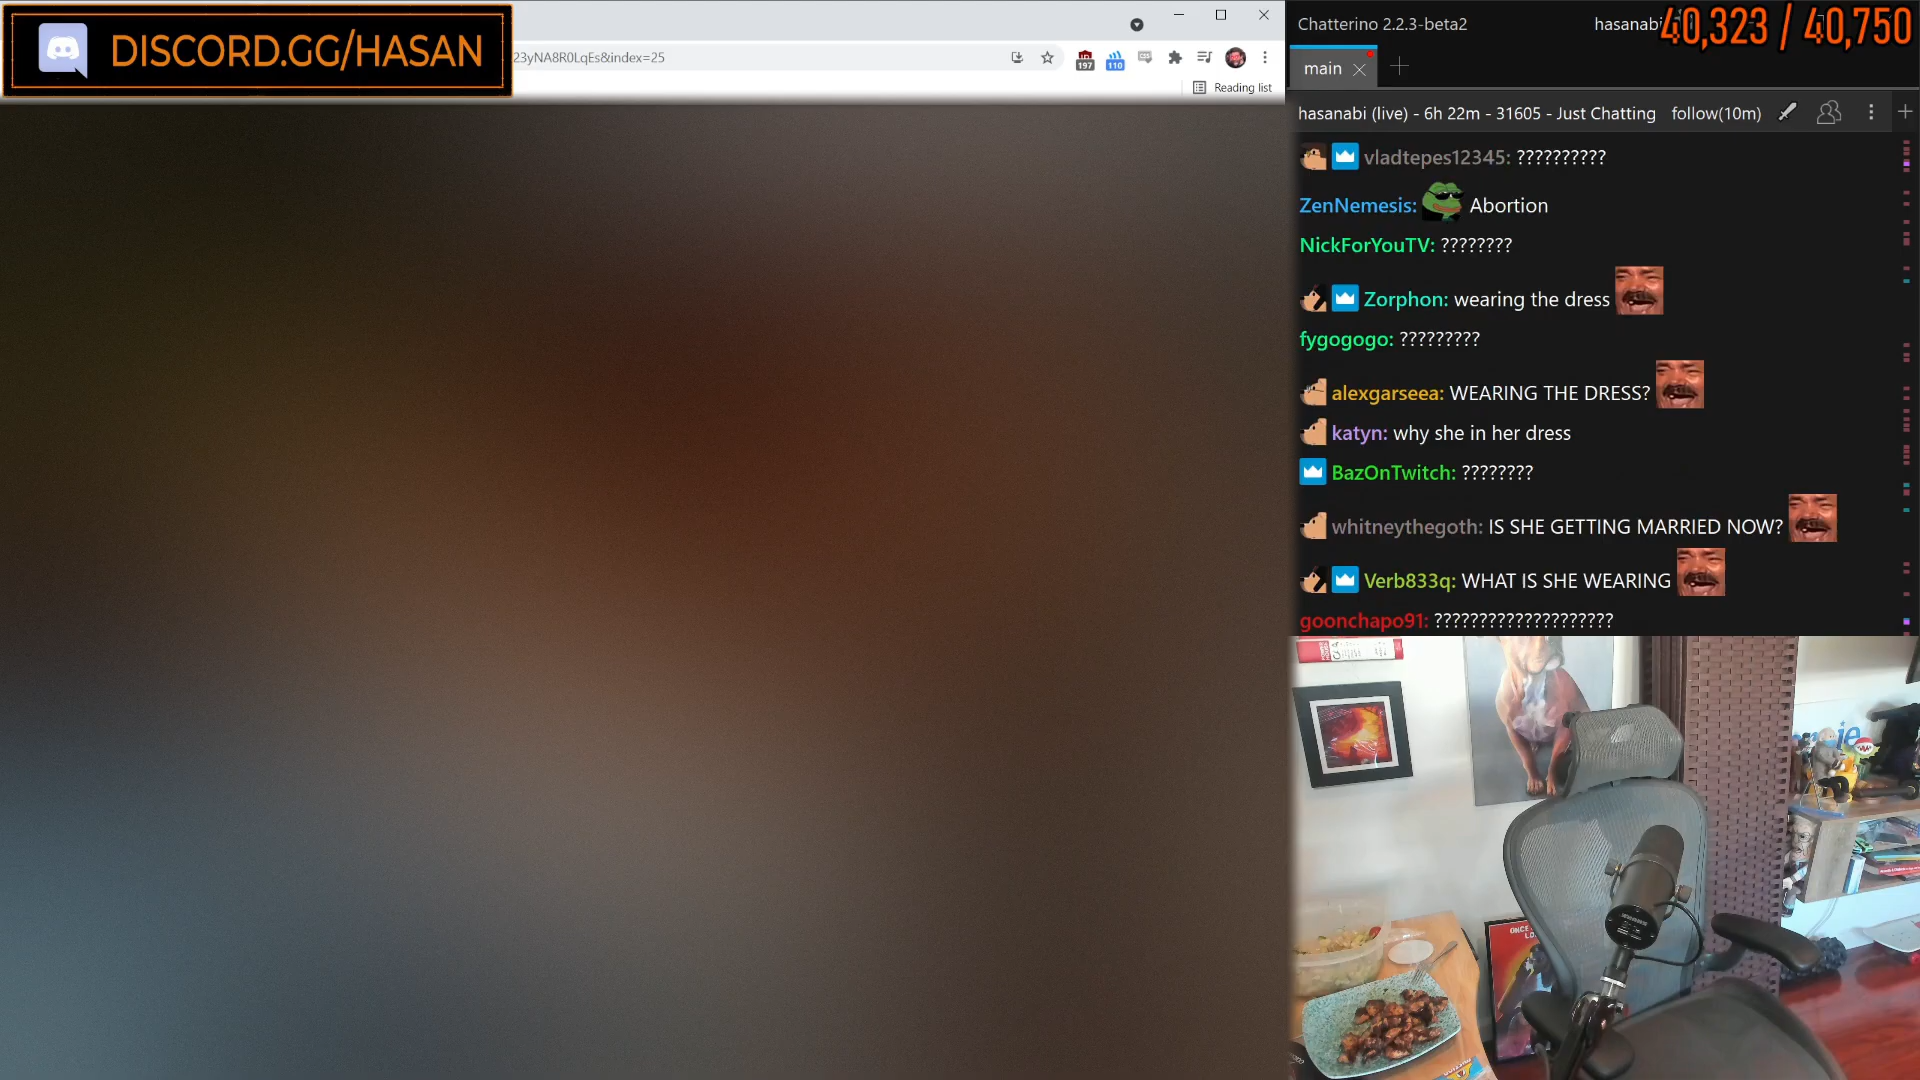 DISCORD.GG/HASAN
23yNA8R0LqEs&index=25
197
110
Reading list
Chatterino 2.2.3-beta2
hasanabi
40,323 / 40,750
main
hasanabi (live) - 6h 22m - 31605 - Just Chatting
follow(10m)
vladtepes12345: ??????????
ZenNemesis: Abortion
NickForYouTV: ????????
Zorphon: wearing the dress
fygogogo: ?????????
alexgarseea: WEARING THE DRESS?
katyn: why she in her dress
BazOnTwitch: ????????
whitneythegoth: IS SHE GETTING MARRIED NOW?
Verb833q: WHAT IS SHE WEARING
goonchapo91: ????????????????????
ONCE